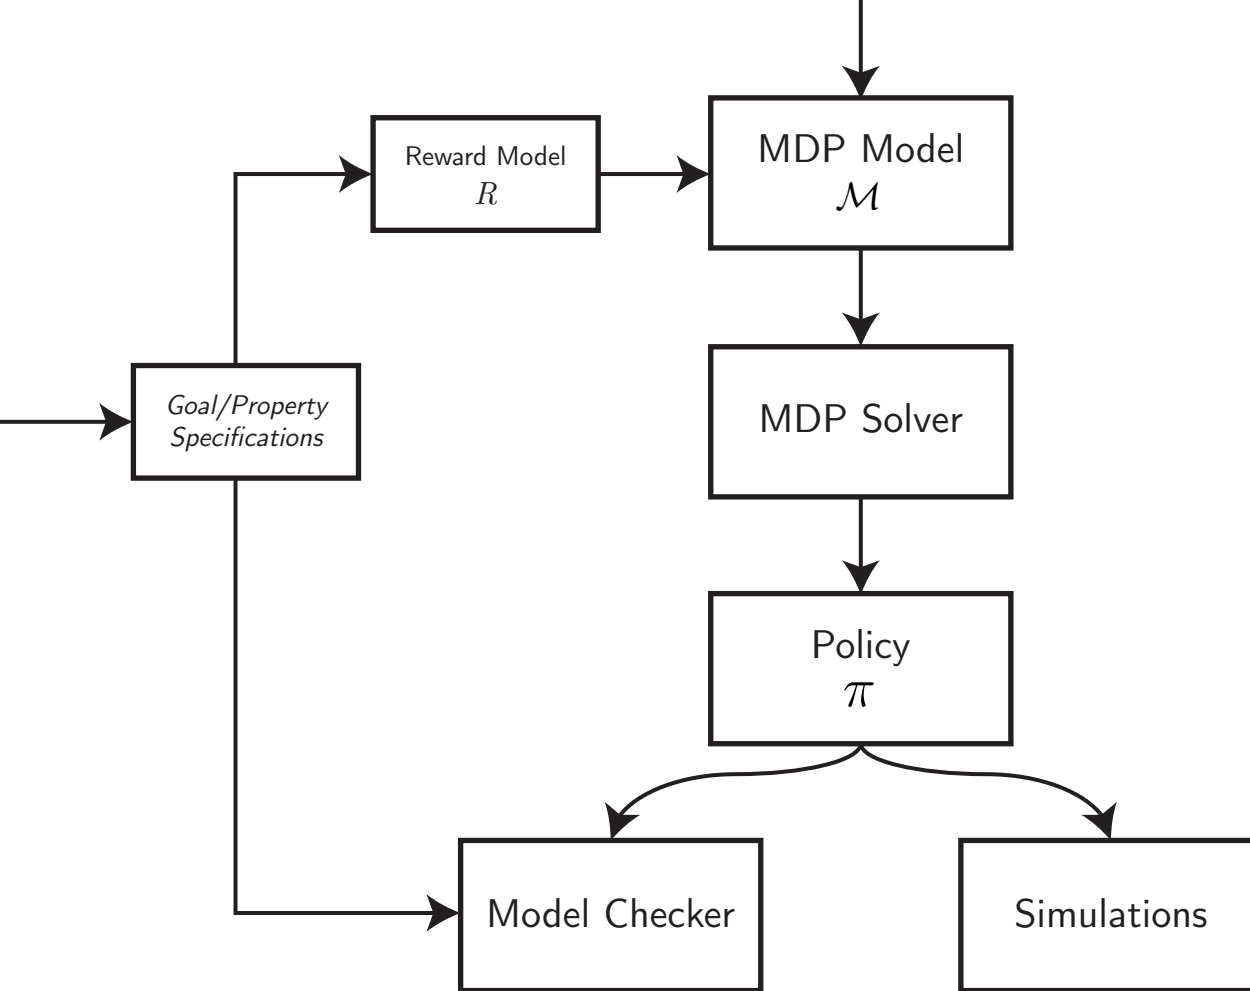 Reward Model
R
MDP Model
ℳ
Goal/Property
Specifications
MDP Solver
Policy
π
Model Checker
Simulations